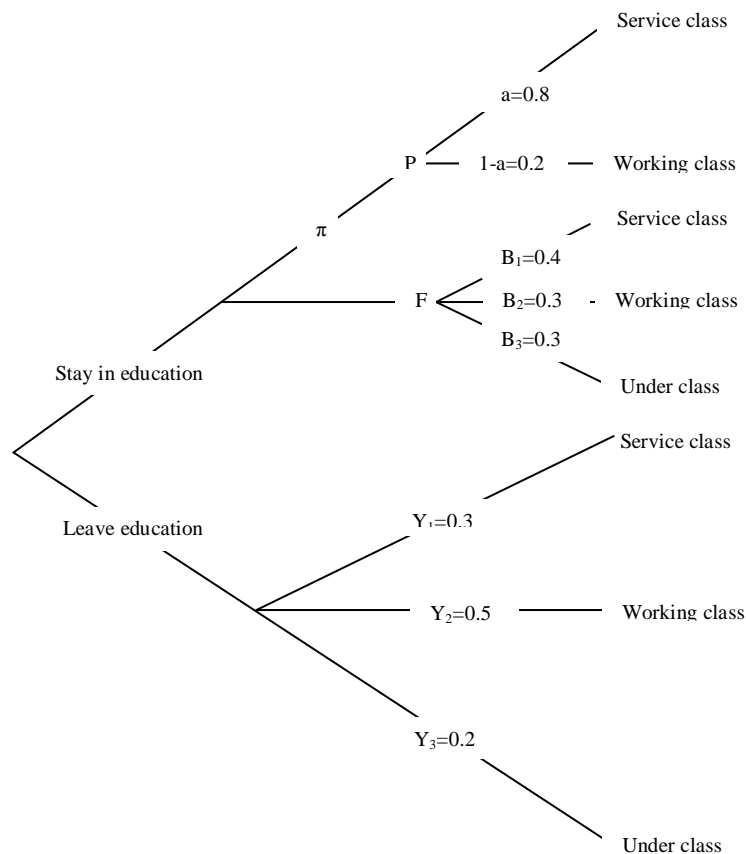 Service class
a=0.8
P 1-a=0.2 Working class
Service class
π
B₁=0.4
F B₂=0.3 Working class
B₃=0.3
Stay in education
Under class
Service class
Leave education
Y₁=0.3
Y₂=0.5 Working class
Y₃=0.2
Under class